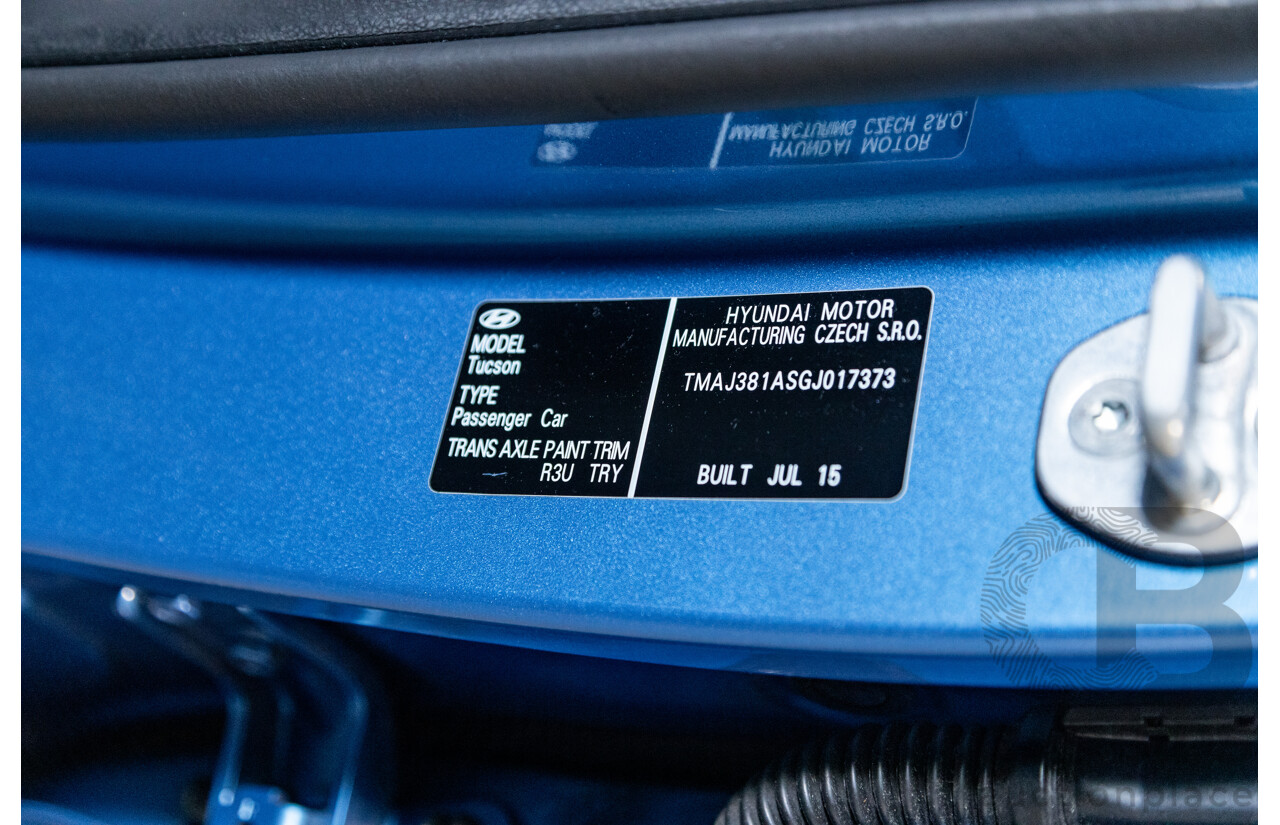 MODEL
Tucson
TYPE
Passenger Car
TRANS AXLE PAINT TRIM
R3U TRY
HYUNDAI MOTOR
MANUFACTURING CZECH S.R.O.
TMAJ381ASGJ017373
BUILT JUL 15
HYUNDAI MOTOR
MANUFACTURING CZECH S.R.O.
CB